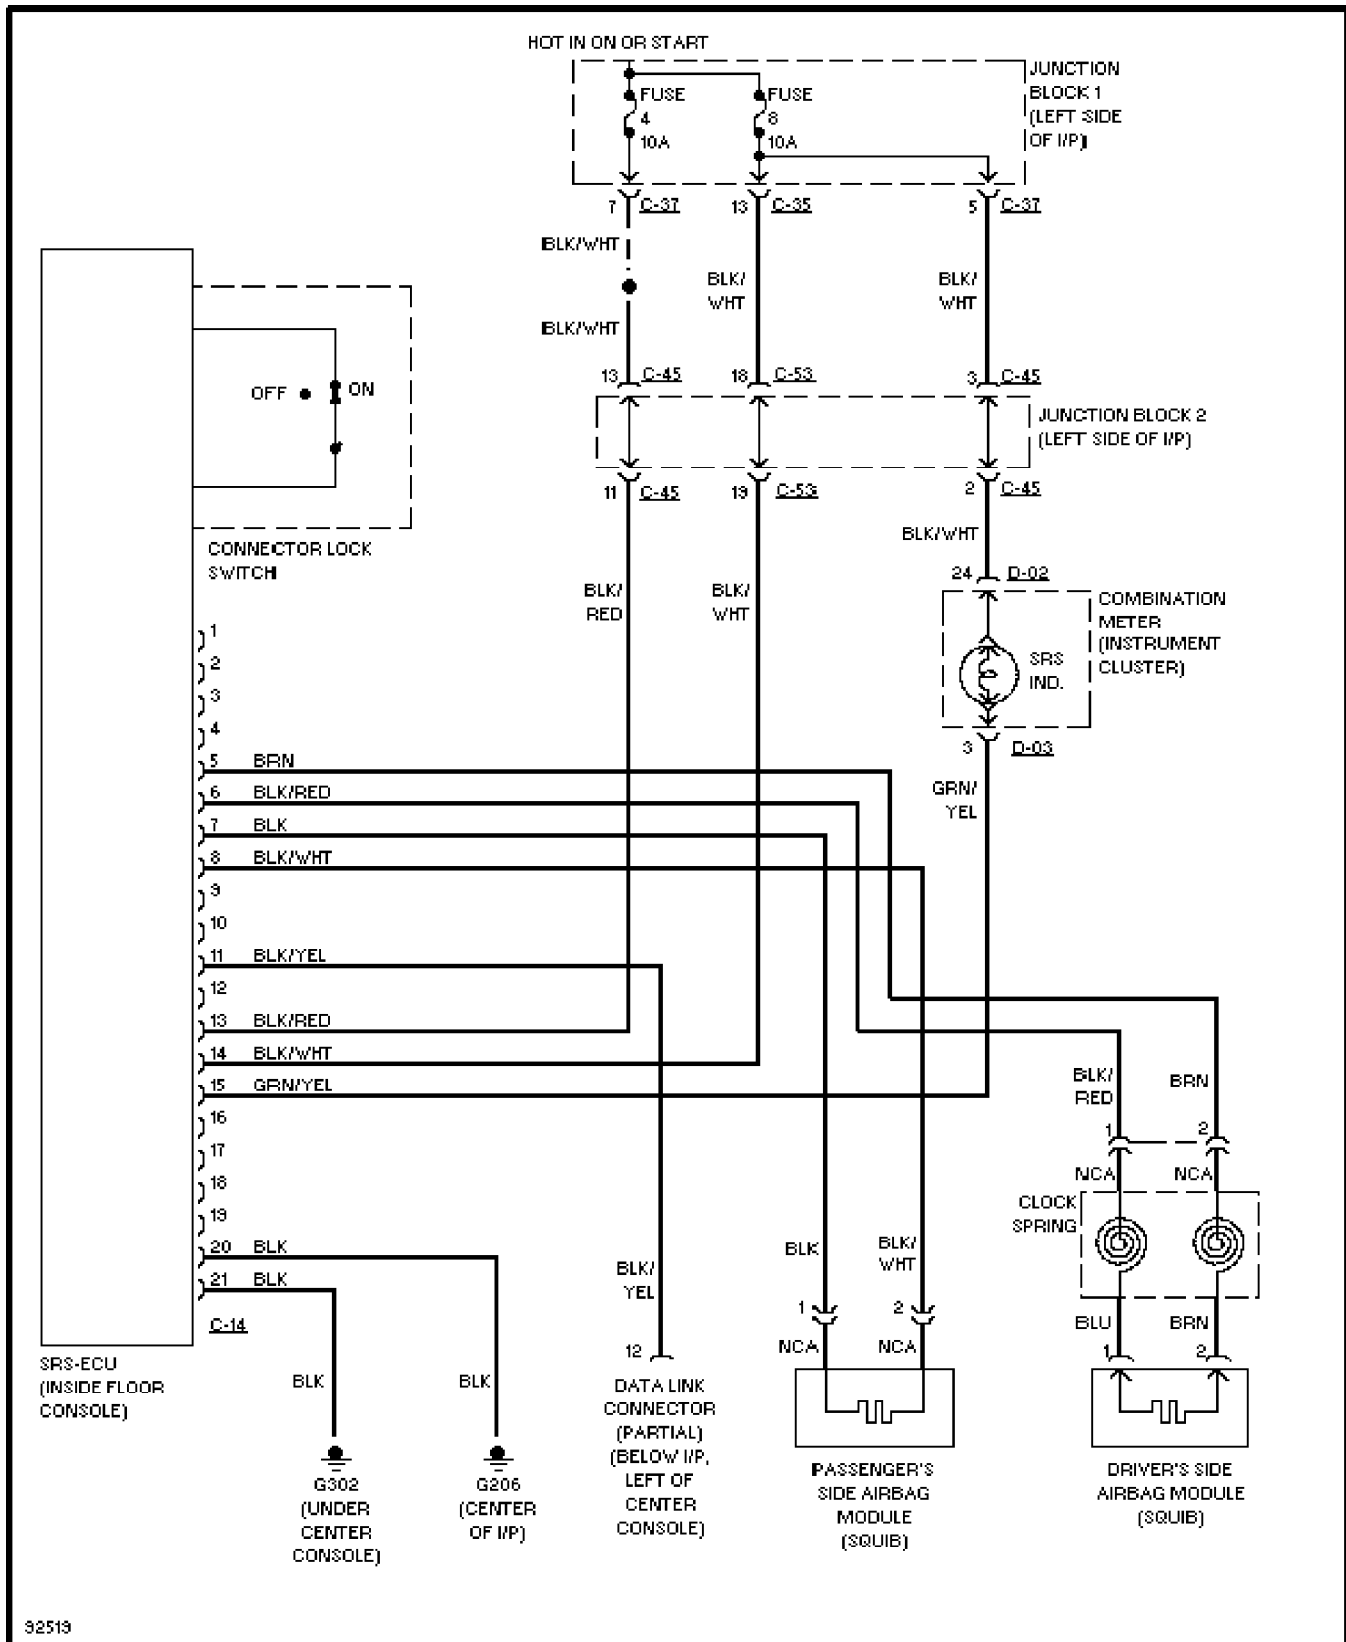 HOT IN ON OR START
JUNCTION
BLOCK 1
(LEFT SIDE
OF I/P)
FUSE
4
10A
FUSE
8
10A
7 C-37
13 C-35
5 C-37
BLK/WHT
BLK/
WHT
BLK/
WHT
BLK/WHT
13 C-45
18 C-53
3 C-45
OFF
ON
JUNCTION BLOCK 2
(LEFT SIDE OF I/P)
11 C-45
19 C-53
2 C-45
BLK/WHT
CONNECTOR LOCK
SWITCH
24 D-02
BLK/
RED
BLK/
WHT
COMBINATION
METER
(INSTRUMENT
CLUSTER)
SRS
IND.
3 D-03
GRN/
YEL
1
2
3
4
5 BRN
6 BLK/RED
7 BLK
8 BLK/WHT
9
10
11 BLK/YEL
12
13 BLK/RED
14 BLK/WHT
15 GRN/YEL
16
17
18
19
20 BLK
21 BLK
C-14
SRS-ECU
(INSIDE FLOOR
CONSOLE)
BLK/
RED
BRN
1
2
NCA
NCA
CLOCK
SPRING
BLK
BLK/
WHT
BLK/
YEL
1
2
BLU
BRN
NCA
NCA
1
2
12
BLK
BLK
G302
(UNDER
CENTER
CONSOLE)
G206
(CENTER
OF I/P)
DATA LINK
CONNECTOR
(PARTIAL)
(BELOW I/P,
LEFT OF
CENTER
CONSOLE)
PASSENGER'S
SIDE AIRBAG
MODULE
(SQUIB)
DRIVER'S SIDE
AIRBAG MODULE
(SQUIB)
92519